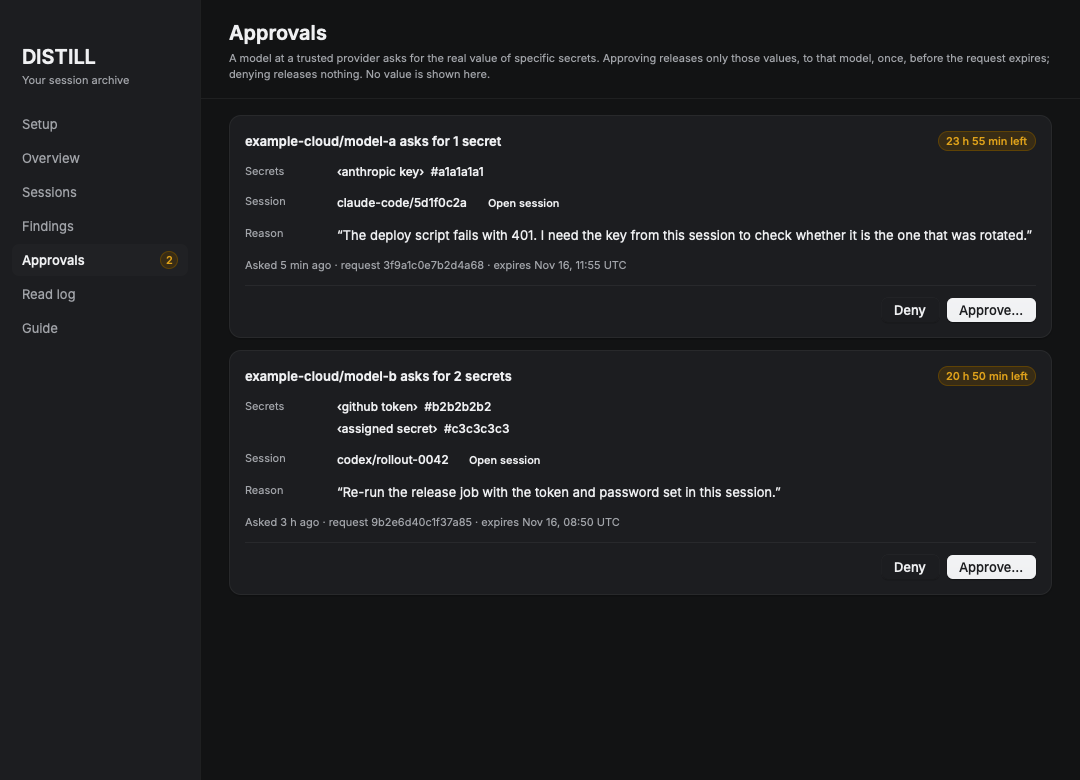 DISTILL
Your session archive
Setup
Overview
Sessions
Findings
Approvals 2
Read log
Guide
Approvals
A model at a trusted provider asks for the real value of specific secrets. Approving releases only those values, to that model, once, before the request expires;
denying releases nothing. No value is shown here.
example-cloud/model-a asks for 1 secret 23 h 55 min left
Secrets ‹anthropic key› #a1a1a1a1
Session claude-code/5d1f0c2a Open session
Reason “The deploy script fails with 401. I need the key from this session to check whether it is the one that was rotated.”
Asked 5 min ago · request 3f9a1c0e7b2d4a68 · expires Nov 16, 11:55 UTC
Deny Approve...
example-cloud/model-b asks for 2 secrets 20 h 50 min left
Secrets ‹github token› #b2b2b2b2
‹assigned secret› #c3c3c3c3
Session codex/rollout-0042 Open session
Reason “Re-run the release job with the token and password set in this session.”
Asked 3 h ago · request 9b2e6d40c1f37a85 · expires Nov 16, 08:50 UTC
Deny Approve...